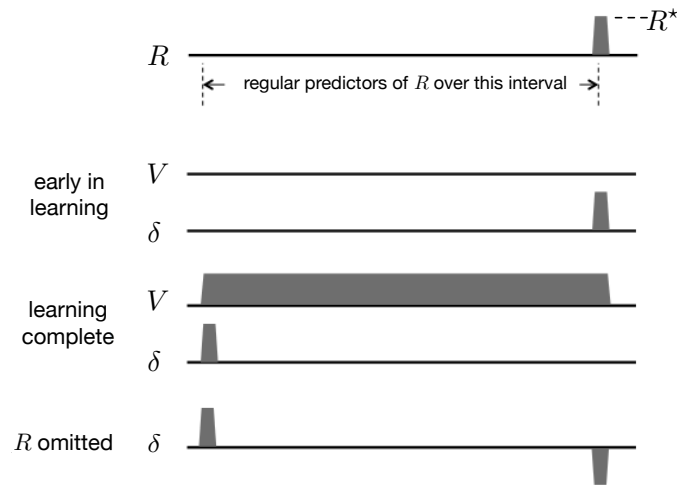 R
R⋆
regular predictors of R over this interval
early in
learning
V
δ
learning
complete
V
δ
R omitted
δ